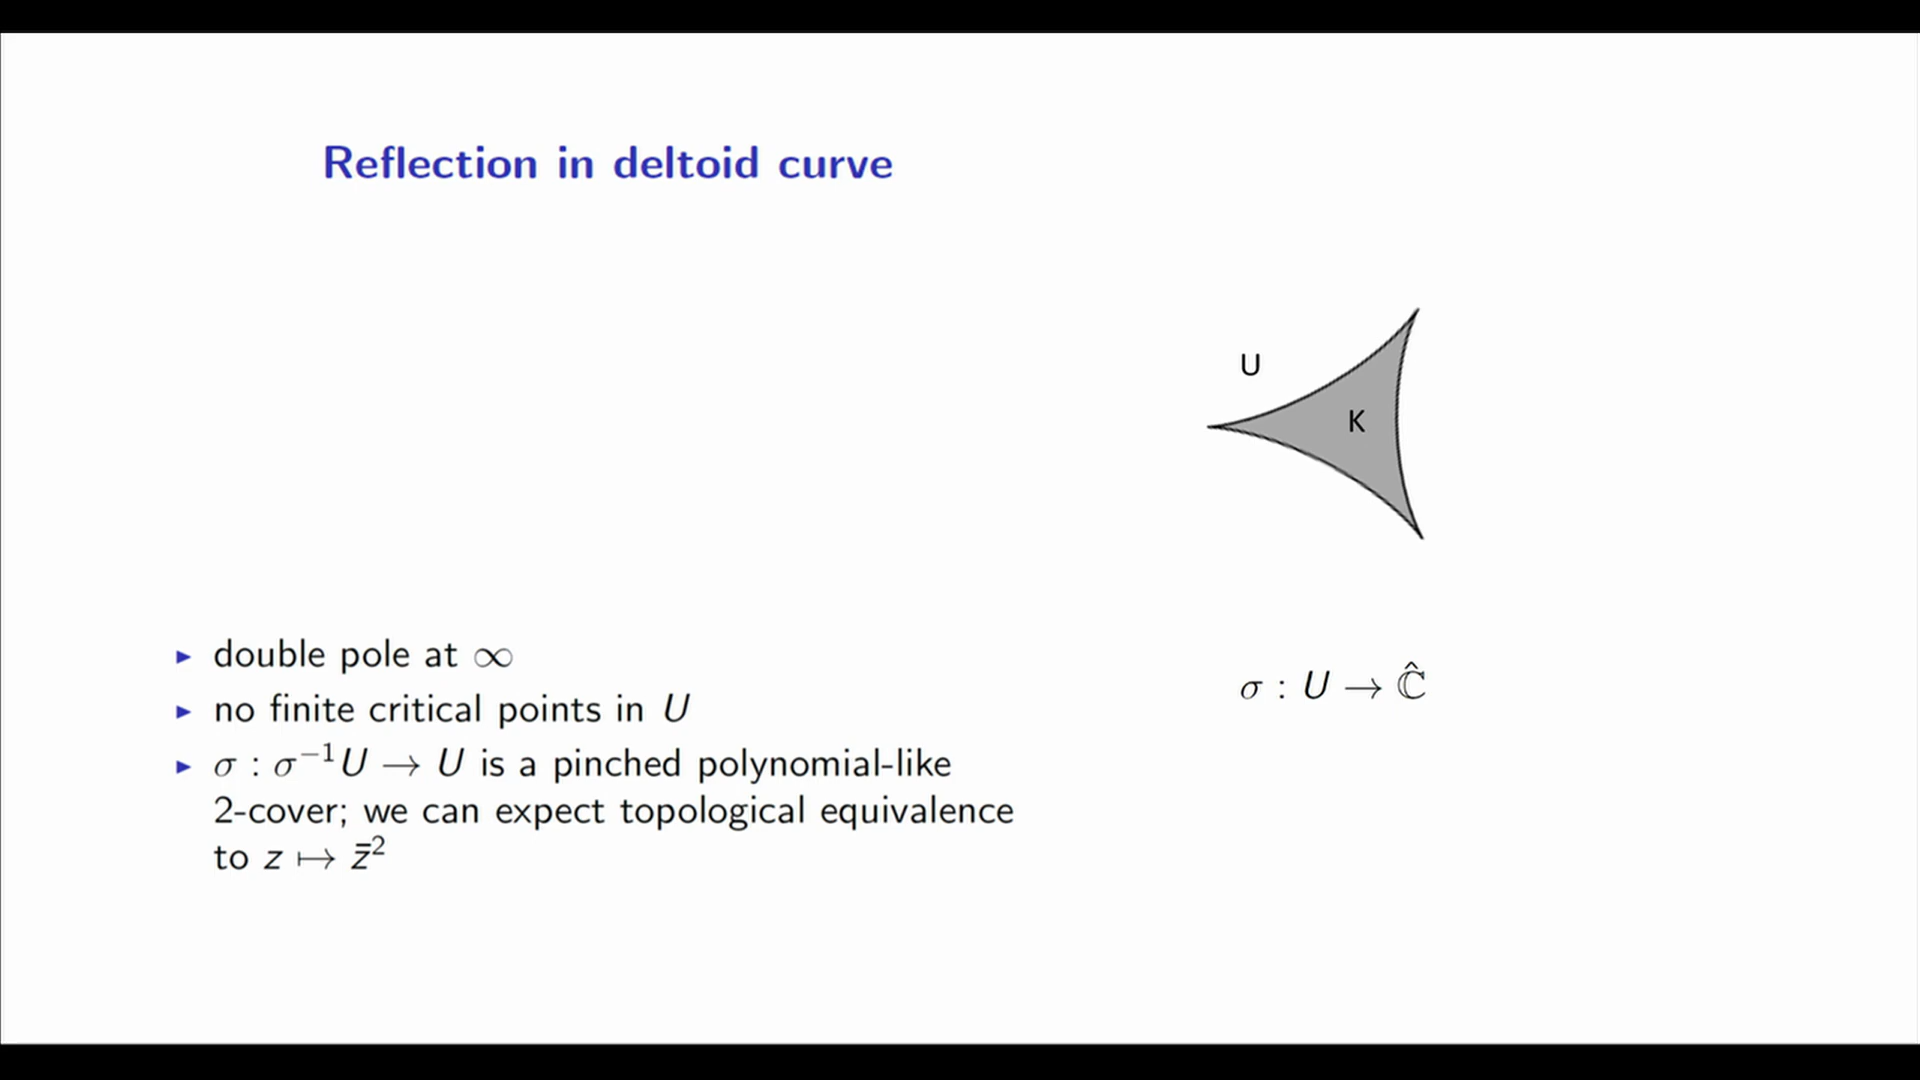 Reflection in deltoid curve
U
K
▶ double pole at ∞
▶ no finite critical points in U
σ : U → Ĉ
▶ σ : σ⁻¹U → U is a pinched polynomial-like
2-cover; we can expect topological equivalence
to z ↦ z̄²